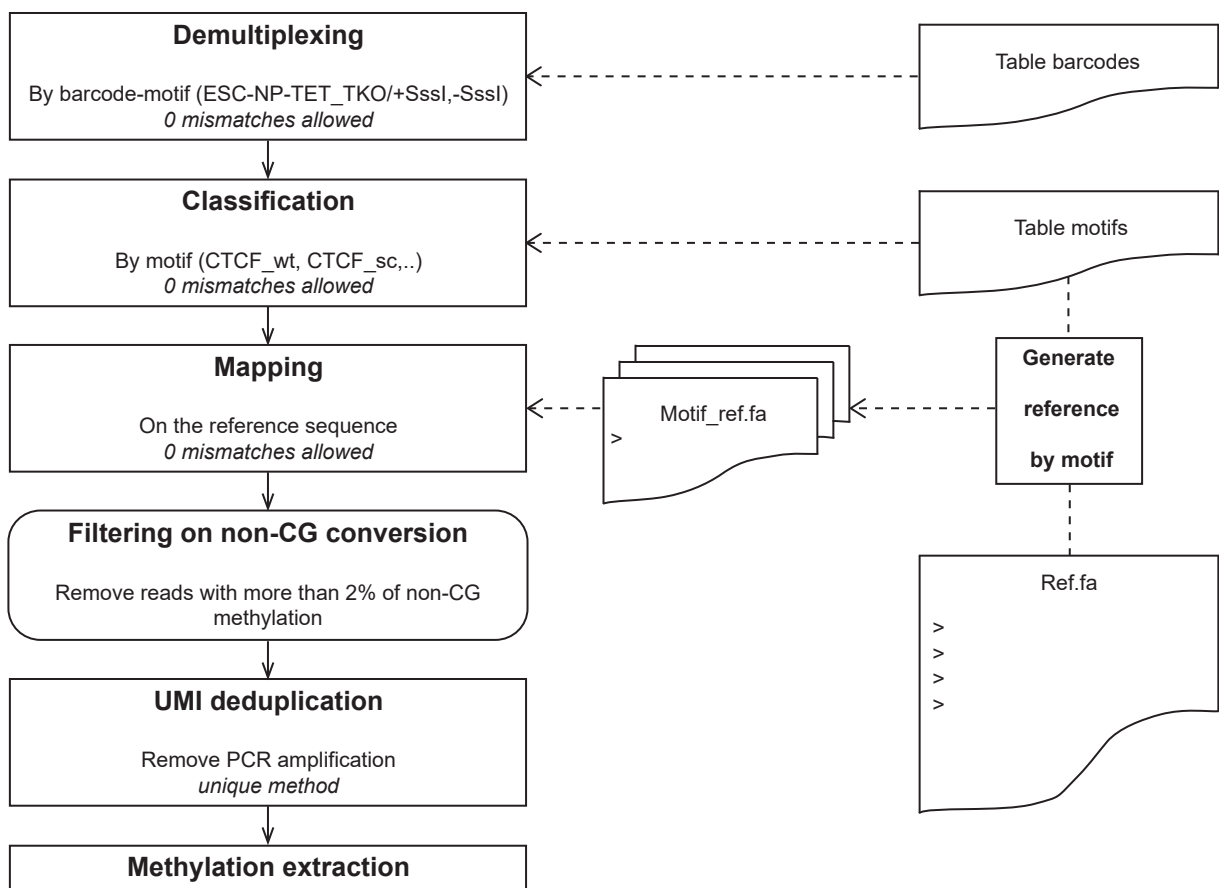 Demultiplexing
By barcode-motif (ESC-NP-TET_TKO/+SssI,-SssI)
0 mismatches allowed
Table barcodes
Classification
By motif (CTCF_wt, CTCF_sc,..)
0 mismatches allowed
Table motifs
Mapping
On the reference sequence
0 mismatches allowed
Motif_ref.fa
>
Generate
reference
by motif
Filtering on non-CG conversion
Remove reads with more than 2% of non-CG
methylation
Ref.fa
>
>
>
>
UMI deduplication
Remove PCR amplification
unique method
Methylation extraction